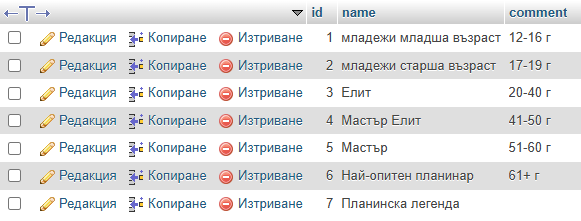 id name comment
Редакция Копиране Изтриване 1 младежи младша възраст 12-16 г
Редакция Копиране Изтриване 2 младежи старша възраст 17-19 г
Редакция Копиране Изтриване 3 Елит 20-40 г
Редакция Копиране Изтриване 4 Мастър Елит 41-50 г
Редакция Копиране Изтриване 5 Мастър 51-60 г
Редакция Копиране Изтриване 6 Най-опитен планинар 61+ г
Редакция Копиране Изтриване 7 Планинска легенда